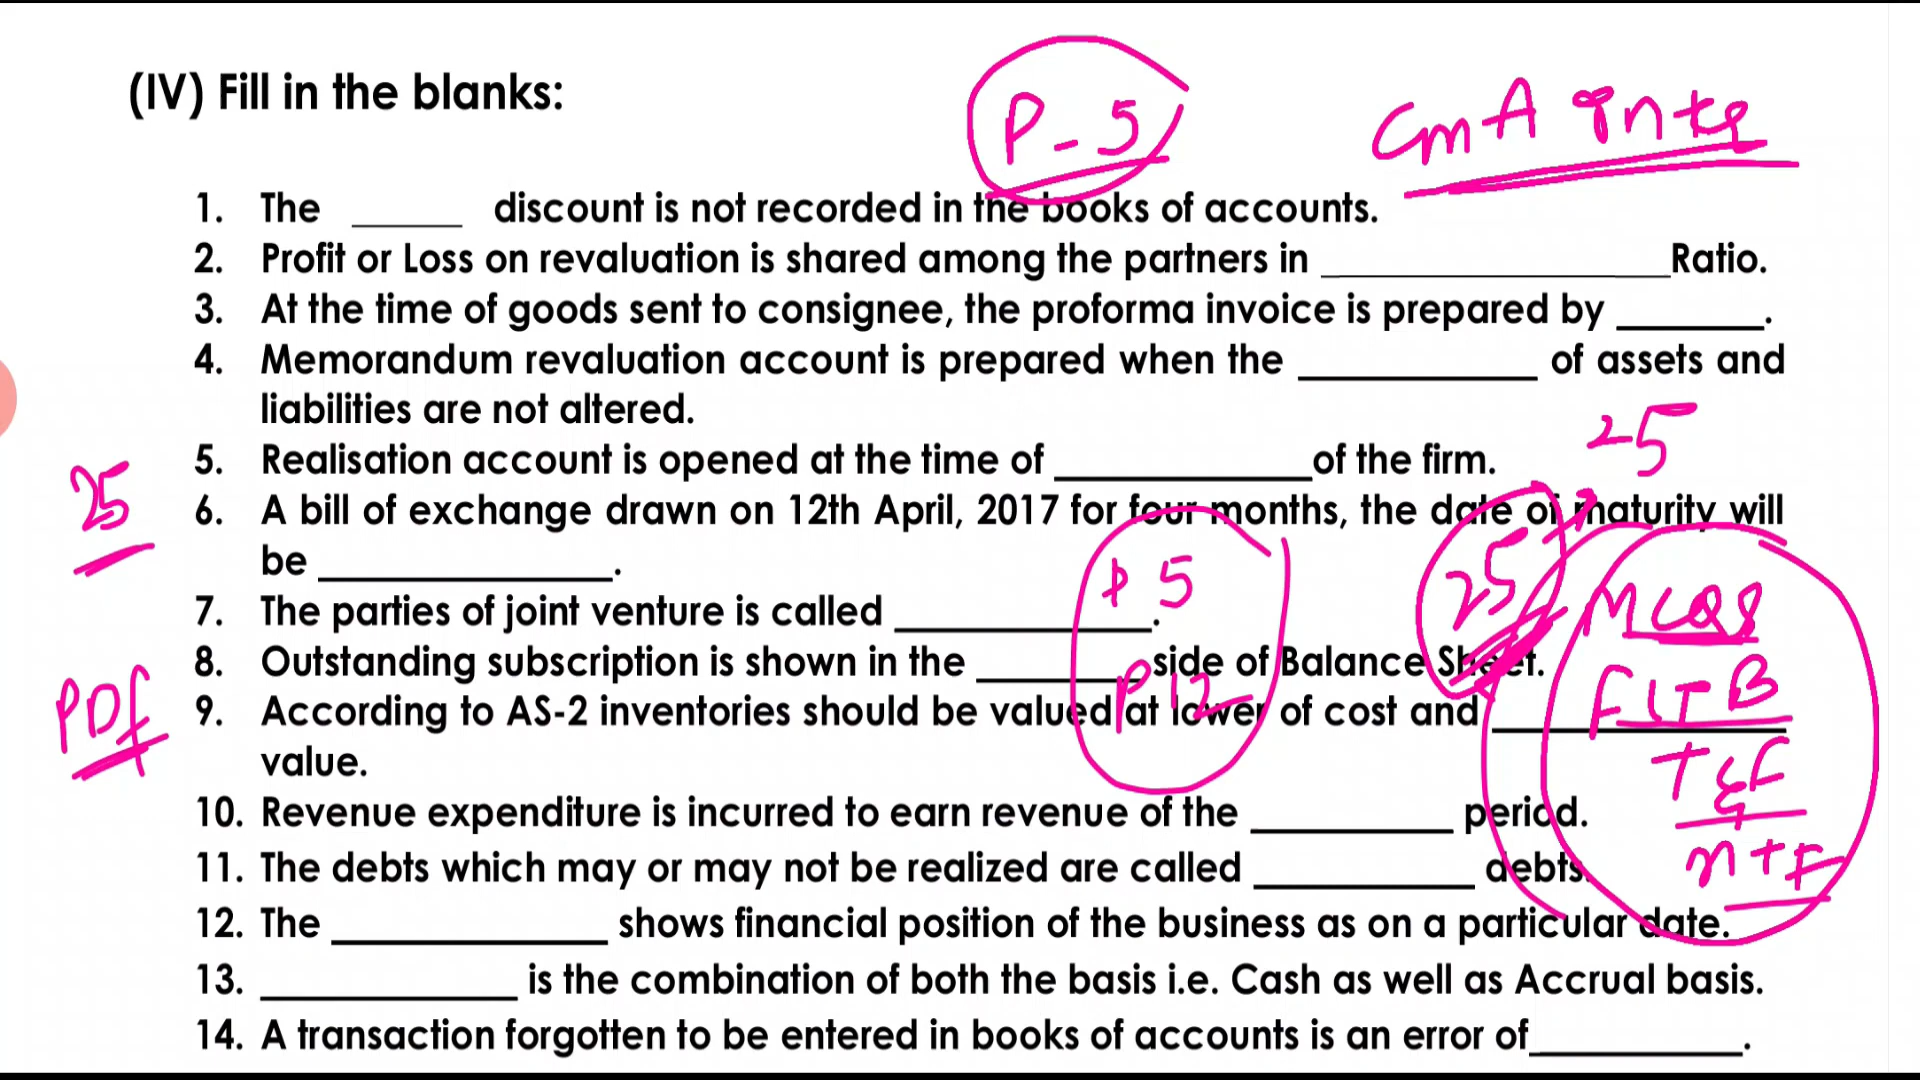 (IV) Fill in the blanks:
P-5
CMA Inter
1. The ______ discount is not recorded in the books of accounts.
2. Profit or Loss on revaluation is shared among the partners in ________________Ratio.
3. At the time of goods sent to consignee, the proforma invoice is prepared by _______.
4. Memorandum revaluation account is prepared when the ___________ of assets and
liabilities are not altered.
25
5. Realisation account is opened at the time of ____________of the firm.
25
6. A bill of exchange drawn on 12th April, 2017 for four months, the date of maturity will
be ______________.
P 5
25
MCQS
7. The parties of joint venture is called ____________.
8. Outstanding subscription is shown in the ________side of Balance Sheet.
P 12
FITB
PDF
9. According to AS-2 inventories should be valued at lower of cost and ______________
value.
T & F
10. Revenue expenditure is incurred to earn revenue of the __________ period.
11. The debts which may or may not be realized are called __________ debts.
MTF
12. The _____________ shows financial position of the business as on a particular date.
13. ____________ is the combination of both the basis i.e. Cash as well as Accrual basis.
14. A transaction forgotten to be entered in books of accounts is an error of__________.